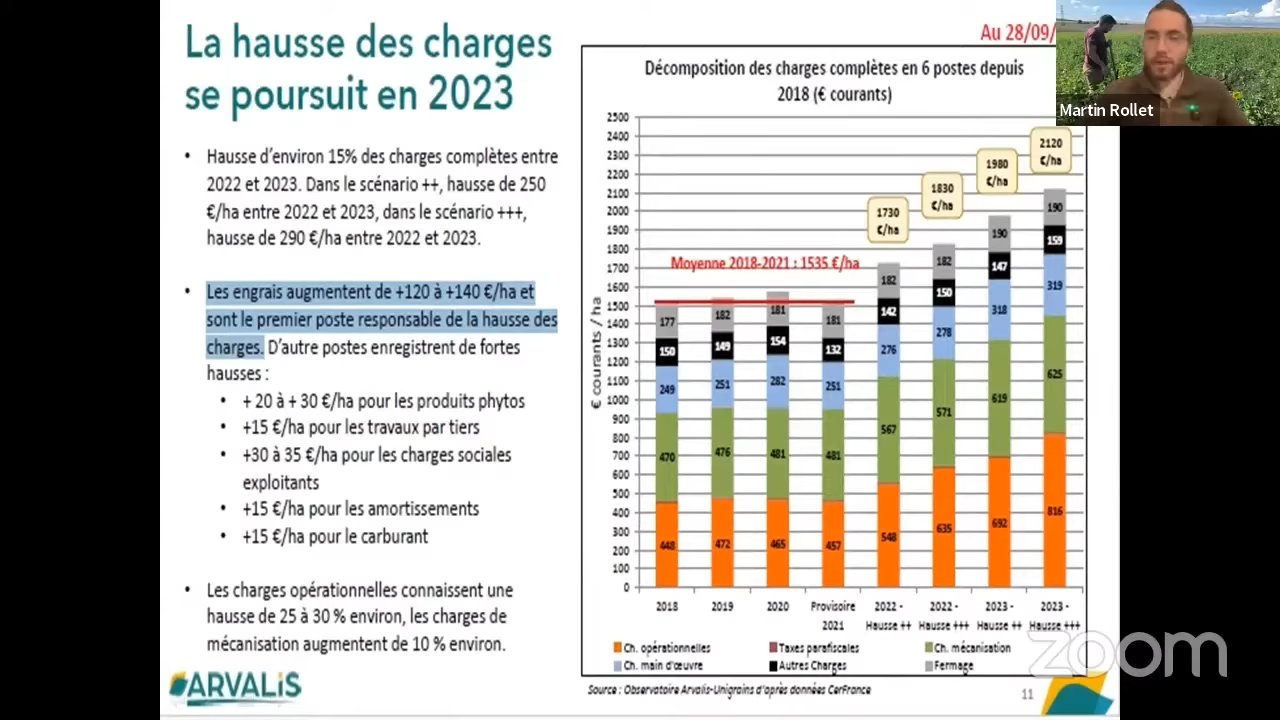 La hausse des charges
se poursuit en 2023
• Hausse d'environ 15% des charges complètes entre
2022 et 2023. Dans le scénario ++, hausse de 250
€/ha entre 2022 et 2023, dans le scénario +++,
hausse de 290 €/ha entre 2022 et 2023.
• Les engrais augmentent de +120 à +140 €/ha et
sont le premier poste responsable de la hausse des
charges. D'autre postes enregistrent de fortes
hausses :
• + 20 à + 30 €/ha pour les produits phytos
• +15 €/ha pour les travaux par tiers
• +30 à 35 €/ha pour les charges sociales
exploitants
• +15 €/ha pour les amortissements
• +15 €/ha pour le carburant
• Les charges opérationnelles connaissent une
hausse de 25 à 30 % environ, les charges de
mécanisation augmentent de 10 % environ.
ARVALIS
Au 28/09/
Martin Rollet
Décomposition des charges complètes en 6 postes depuis
2018 (€ courants)
€ courants / ha
2500
2400
2300
2200
2100
2000
1900
1800
1700
1600
1500
1400
1300
1200
1100
1000
900
800
700
600
500
400
300
200
100
0
Moyenne 2018-2021 : 1535 €/ha
1730
€/ha
1830
€/ha
1980
€/ha
2120
€/ha
177 182 181 181 182 182 190 190
150 149 154 132 142 150 147 159
249 251 282 251 276 278 318 319
470 476 481 481 567 571 619 625
448 472 465 457 548 635 692 816
2018 2019 2020 Provisoire 2022 - 2022 - 2023 - 2023 -
2021 Hausse ++ Hausse +++ Hausse ++ Hausse +++
Ch. opérationnelles Taxes parafiscales Ch. mécanisation
Ch. main d'œuvre Autres Charges Fermage
Source : Observatoire Arvalis-Unigrains d'après données CerFrance
11
zoom